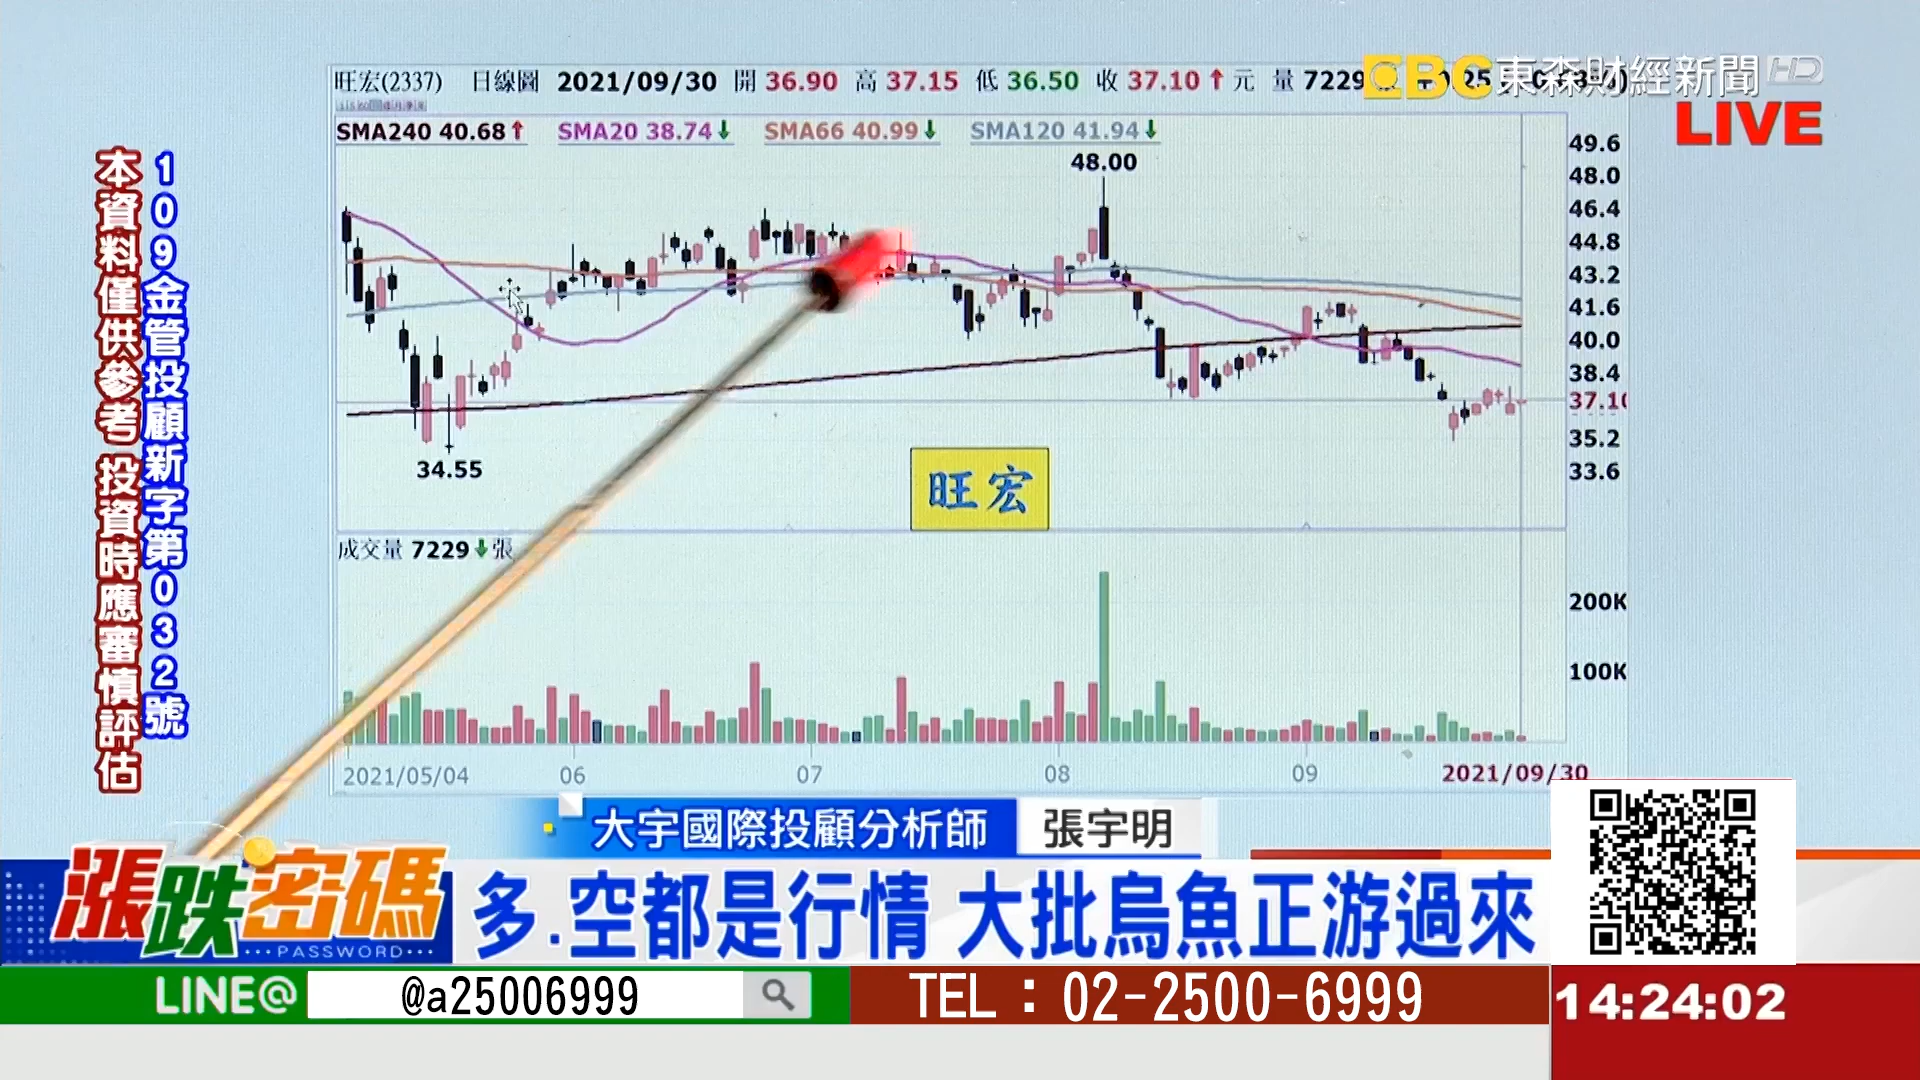 旺宏(2337) 日線圖 2021/09/30 開 36.90 高 37.15 低 36.50 收 37.10↑元 量 7229
EBC 東森財經新聞 HD
LIVE
SMA240 40.68↑ SMA20 38.74↓ SMA66 40.99↓ SMA120 41.94↓
48.00
34.55
49.6
48.0
46.4
44.8
43.2
41.6
40.0
38.4
37.10
35.2
33.6
旺宏
成交量 7229↓張
200K
100K
2021/05/04 06 07 08 09 2021/09/30
109金管投顧新字第032號
本資料僅供參考 投資時應審慎評估
大宇國際投顧分析師 張宇明
漲跌密碼
PASSWORD
多.空都是行情 大批烏魚正游過來
LINE@ @a25006999
TEL：02-2500-6999
14:24:02